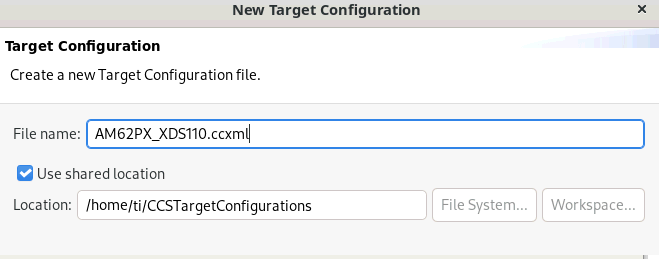 New Target Configuration
Target Configuration
Create a new Target Configuration file.
File name: AM62PX_XDS110.ccxml
Use shared location
Location: /home/ti/CCSTargetConfigurations File System... Workspace...